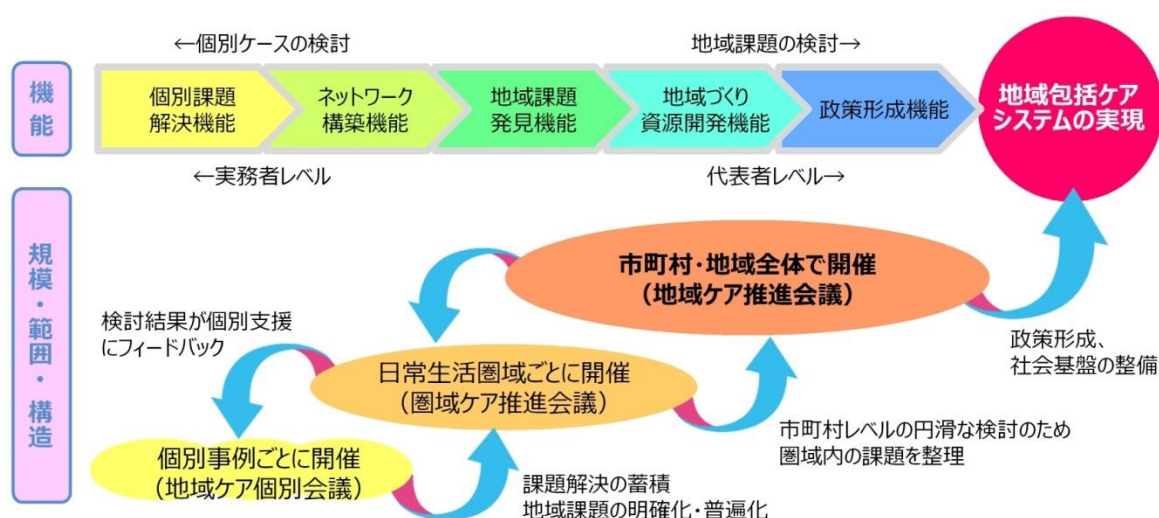 ←個別ケースの検討
地域課題の検討→
機能
個別課題
解決機能
ネットワーク
構築機能
地域課題
発見機能
地域づくり
資源開発機能
政策形成機能
地域包括ケア
システムの実現
←実務者レベル
代表者レベル→
規模・範囲・構造
市町村・地域全体で開催
(地域ケア推進会議)
検討結果が個別支援
にフィードバック
政策形成、
社会基盤の整備
日常生活圏域ごとに開催
(圏域ケア推進会議)
市町村レベルの円滑な検討のため
圏域内の課題を整理
個別事例ごとに開催
(地域ケア個別会議)
課題解決の蓄積
地域課題の明確化・普遍化